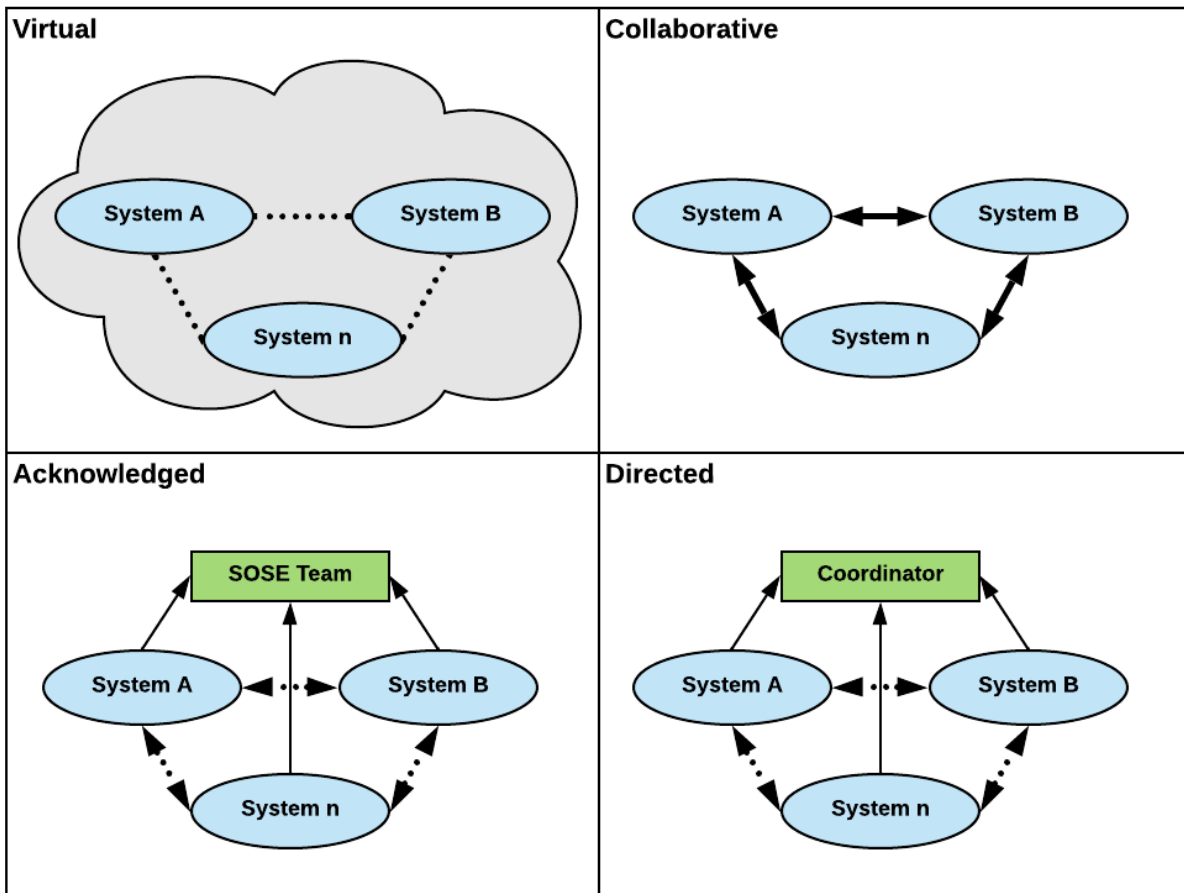 Virtual
System A
System B
System n
Collaborative
System A
System B
System n
Acknowledged
SOSE Team
System A
System B
System n
Directed
Coordinator
System A
System B
System n